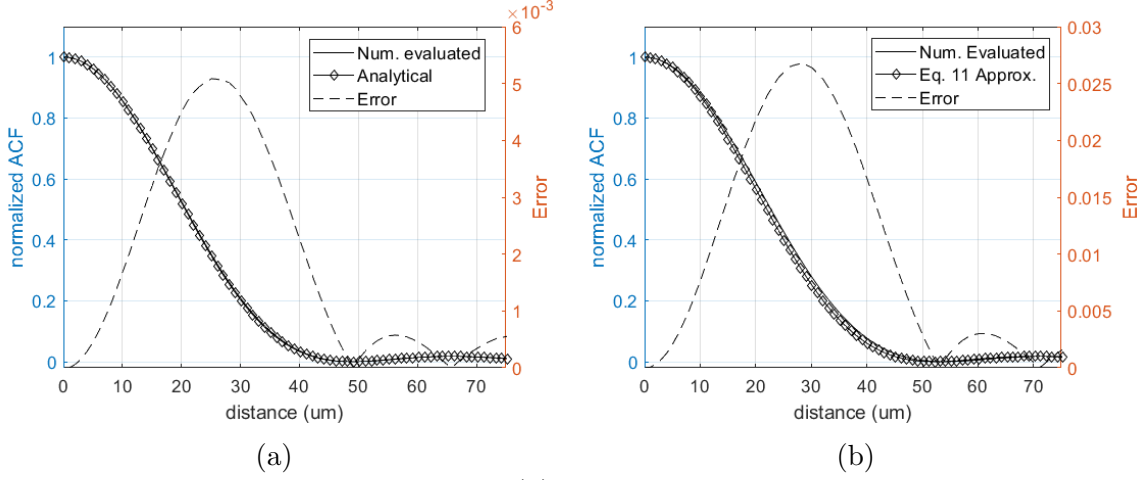 ×10⁻³
1
0.8
0.6
0.4
0.2
0
normalized ACF
6
5
4
3
2
1
0
Error
Num. evaluated
Analytical
Error
0 10 20 30 40 50 60 70
distance (um)
(a)
1
0.8
0.6
0.4
0.2
0
normalized ACF
0.03
0.025
0.02
0.015
0.01
0.005
0
Error
Num. Evaluated
Eq. 11 Approx.
Error
0 10 20 30 40 50 60 70
distance (um)
(b)